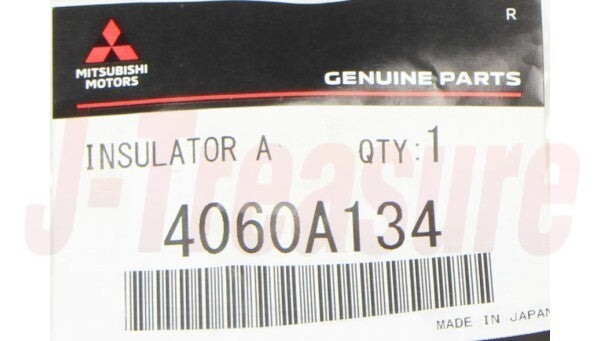 R
MITSUBISHI
MOTORS
GENUINE PARTS
INSULATOR A QTY:1
J-Treasure
4060A134
MADE IN JAPAN